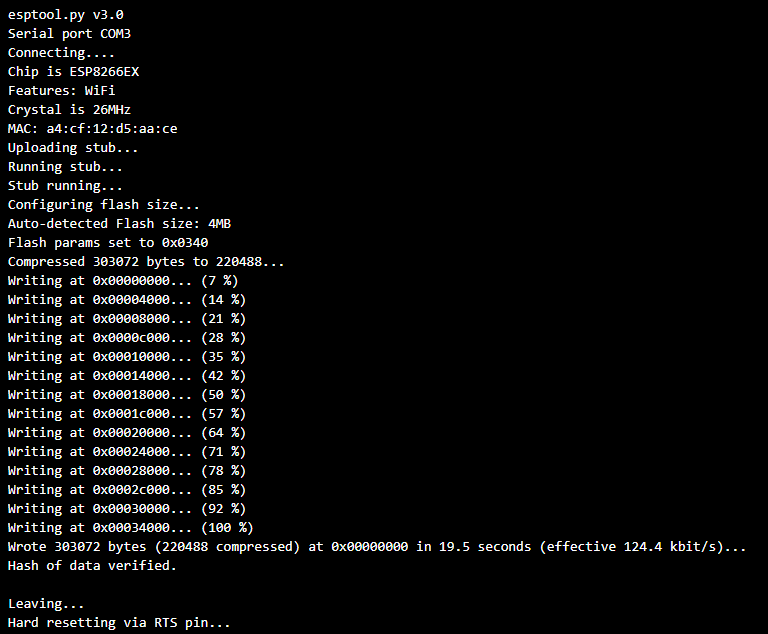 esptool.py v3.0
Serial port COM3
Connecting....
Chip is ESP8266EX
Features: WiFi
Crystal is 26MHz
MAC: a4:cf:12:d5:aa:ce
Uploading stub...
Running stub...
Stub running...
Configuring flash size...
Auto-detected Flash size: 4MB
Flash params set to 0x0340
Compressed 303072 bytes to 220488...
Writing at 0x00000000... (7 %)
Writing at 0x00004000... (14 %)
Writing at 0x00008000... (21 %)
Writing at 0x0000c000... (28 %)
Writing at 0x00010000... (35 %)
Writing at 0x00014000... (42 %)
Writing at 0x00018000... (50 %)
Writing at 0x0001c000... (57 %)
Writing at 0x00020000... (64 %)
Writing at 0x00024000... (71 %)
Writing at 0x00028000... (78 %)
Writing at 0x0002c000... (85 %)
Writing at 0x00030000... (92 %)
Writing at 0x00034000... (100 %)
Wrote 303072 bytes (220488 compressed) at 0x00000000 in 19.5 seconds (effective 124.4 kbit/s)...
Hash of data verified.

Leaving...
Hard resetting via RTS pin...